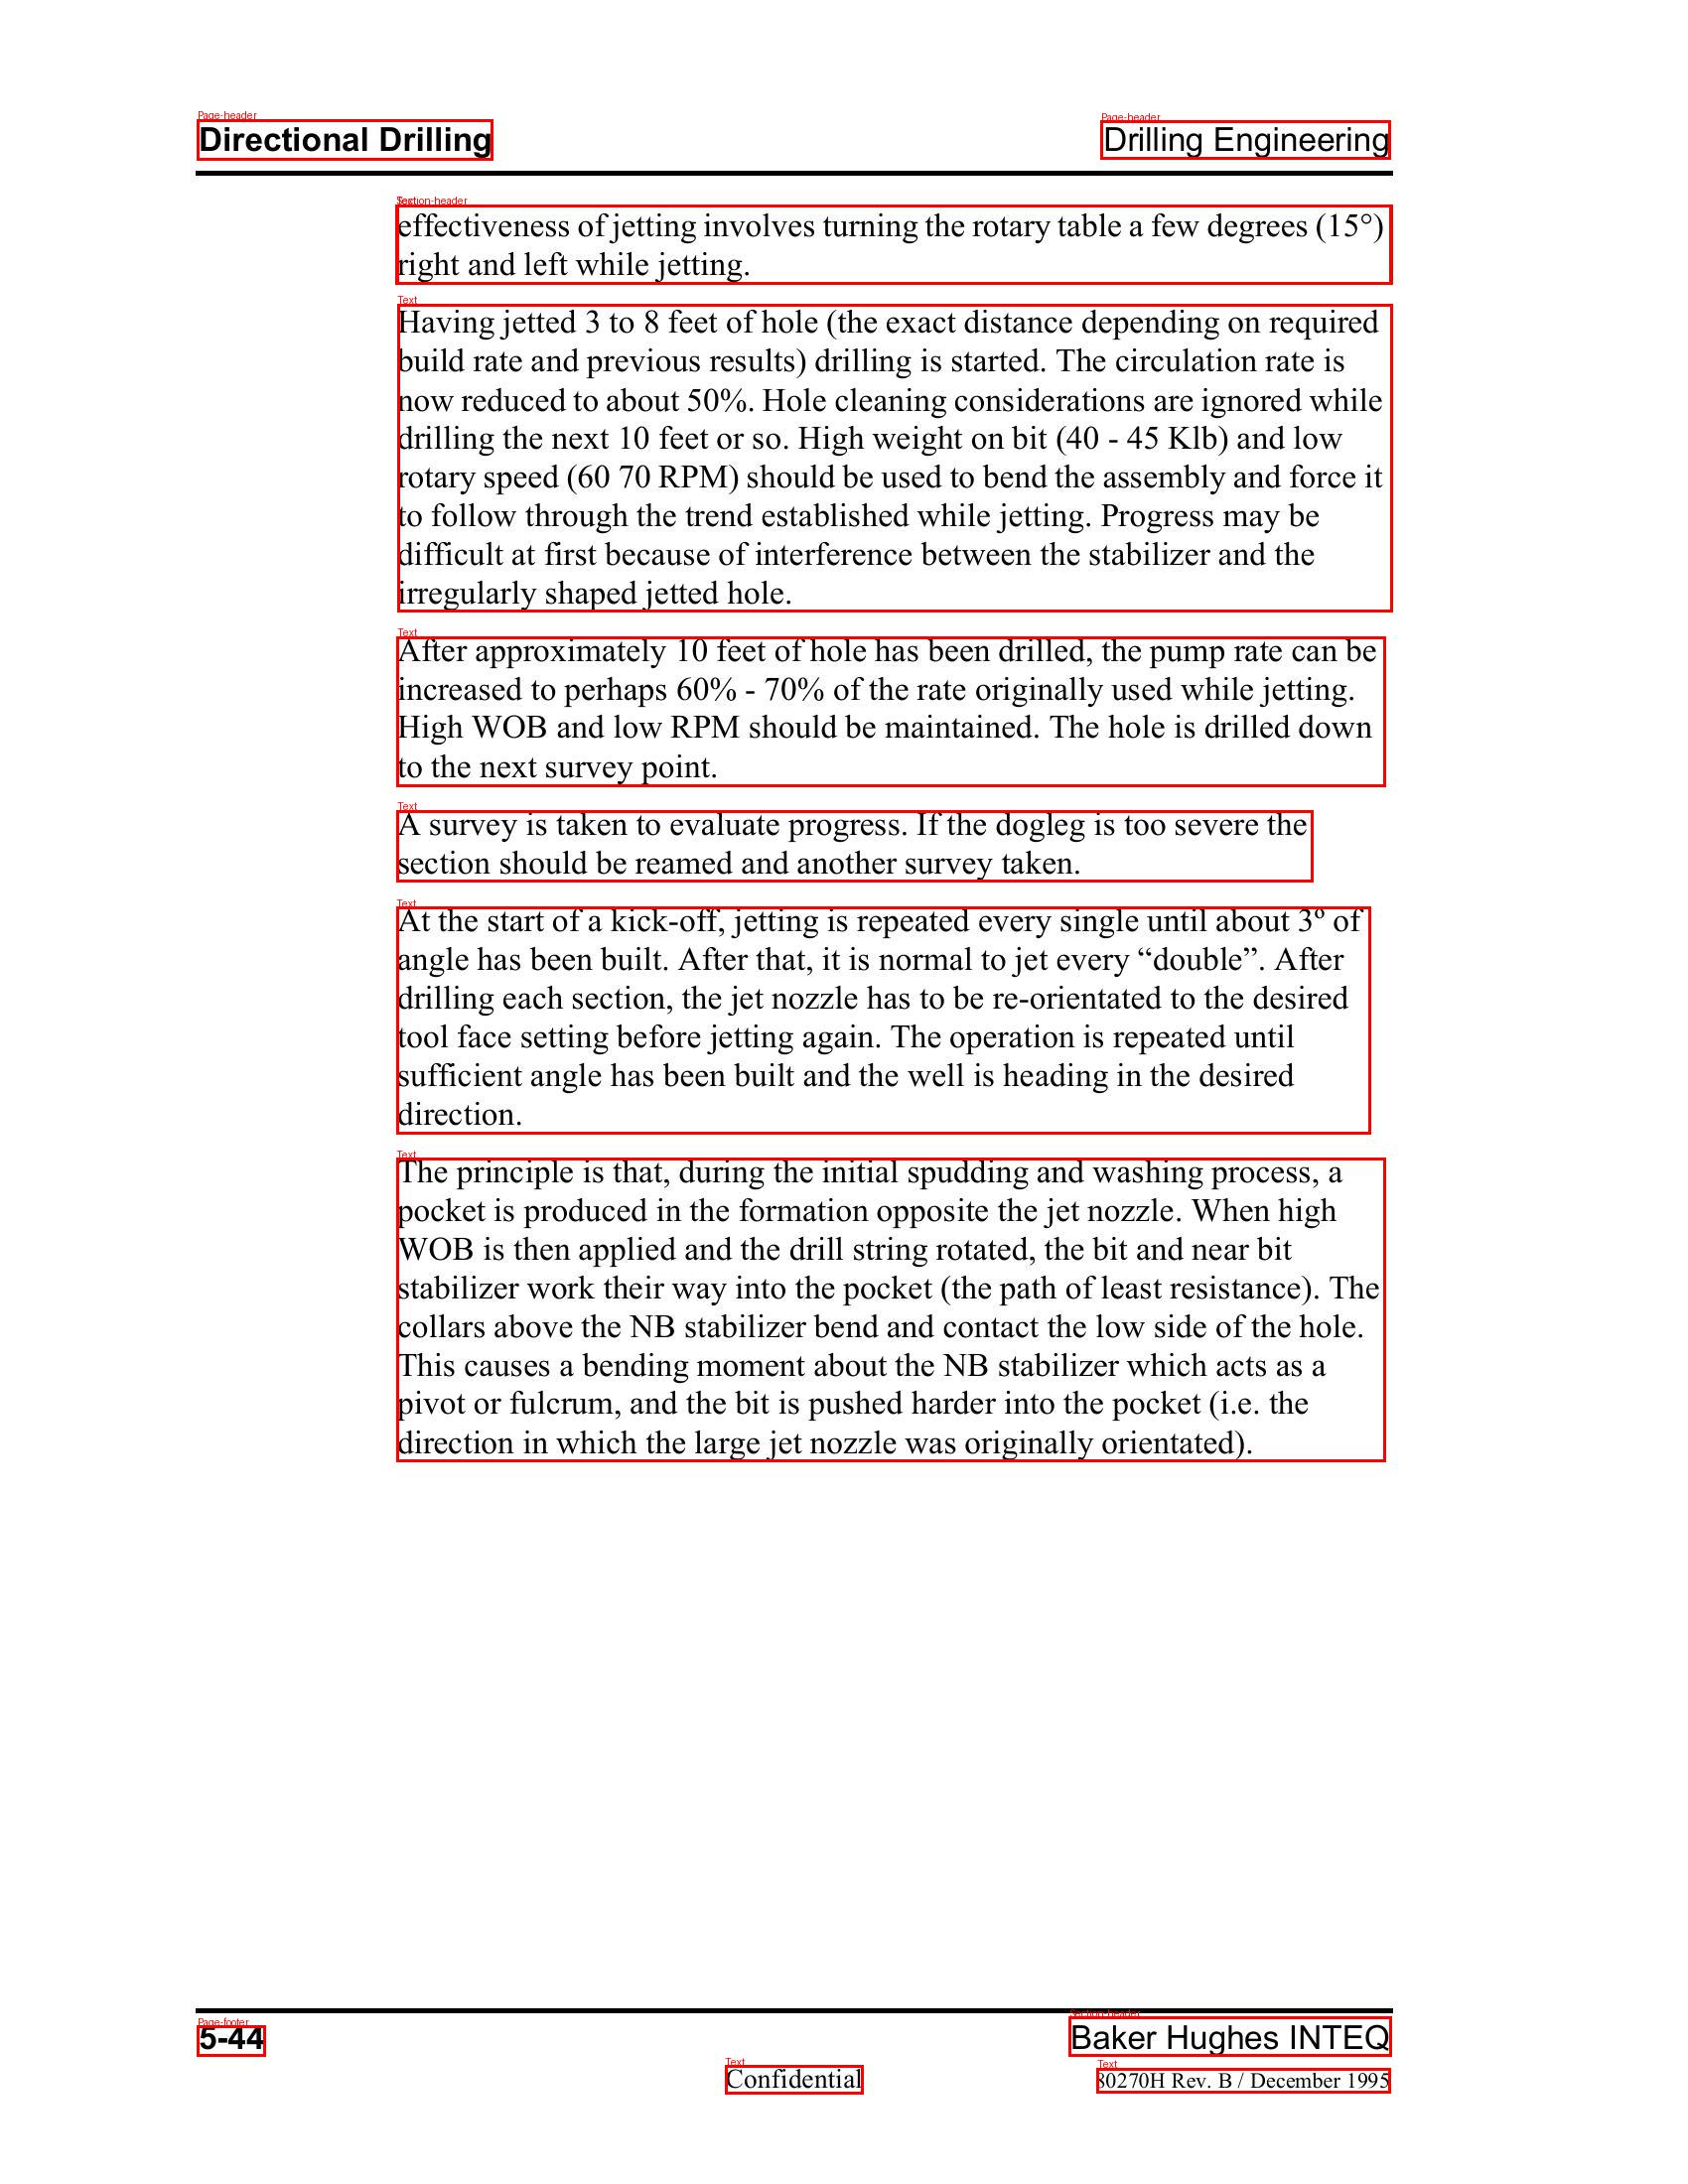 Page-header
Directional Drilling
Page-header
Drilling Engineering
Text
Section-header
effectiveness of jetting involves turning the rotary table a few degrees (15°)
right and left while jetting.
Text
Having jetted 3 to 8 feet of hole (the exact distance depending on required
build rate and previous results) drilling is started. The circulation rate is
now reduced to about 50%. Hole cleaning considerations are ignored while
drilling the next 10 feet or so. High weight on bit (40 - 45 Klb) and low
rotary speed (60 70 RPM) should be used to bend the assembly and force it
to follow through the trend established while jetting. Progress may be
difficult at first because of interference between the stabilizer and the
irregularly shaped jetted hole.
Text
After approximately 10 feet of hole has been drilled, the pump rate can be
increased to perhaps 60% - 70% of the rate originally used while jetting.
High WOB and low RPM should be maintained. The hole is drilled down
to the next survey point.
Text
A survey is taken to evaluate progress. If the dogleg is too severe the
section should be reamed and another survey taken.
Text
At the start of a kick-off, jetting is repeated every single until about 3º of
angle has been built. After that, it is normal to jet every “double”. After
drilling each section, the jet nozzle has to be re-orientated to the desired
tool face setting before jetting again. The operation is repeated until
sufficient angle has been built and the well is heading in the desired
direction.
Text
The principle is that, during the initial spudding and washing process, a
pocket is produced in the formation opposite the jet nozzle. When high
WOB is then applied and the drill string rotated, the bit and near bit
stabilizer work their way into the pocket (the path of least resistance). The
collars above the NB stabilizer bend and contact the low side of the hole.
This causes a bending moment about the NB stabilizer which acts as a
pivot or fulcrum, and the bit is pushed harder into the pocket (i.e. the
direction in which the large jet nozzle was originally orientated).
Page-footer
5-44
Section-header
Baker Hughes INTEQ
Text
Confidential
Text
80270H Rev. B / December 1995